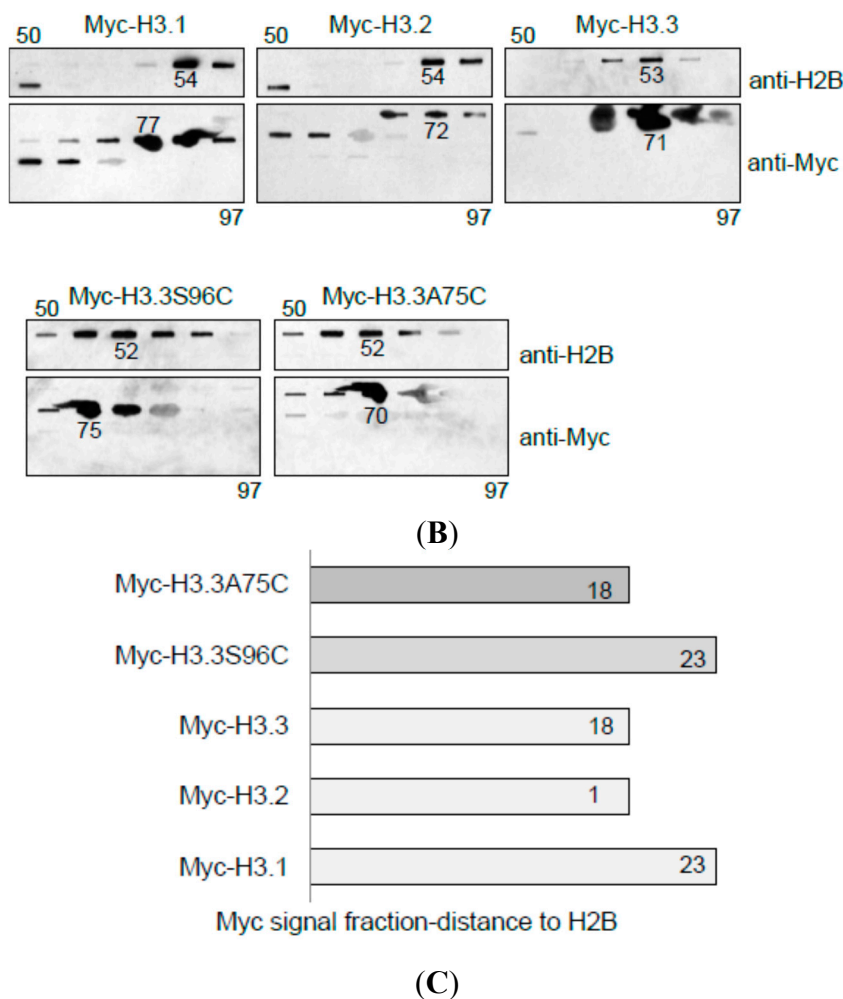 50 Myc-H3.1 Myc-H3.2 50 Myc-H3.3
50
54 54 53 anti-H2B
77 72 71 anti-Myc
97 97 97
50 Myc-H3.3S96C 50 Myc-H3.3A75C
52 52 anti-H2B
75 70 anti-Myc
97 97
(B)
Myc-H3.3A75C 18
Myc-H3.3S96C 23
Myc-H3.3 18
Myc-H3.2 1
Myc-H3.1 23
Myc signal fraction-distance to H2B
(C)